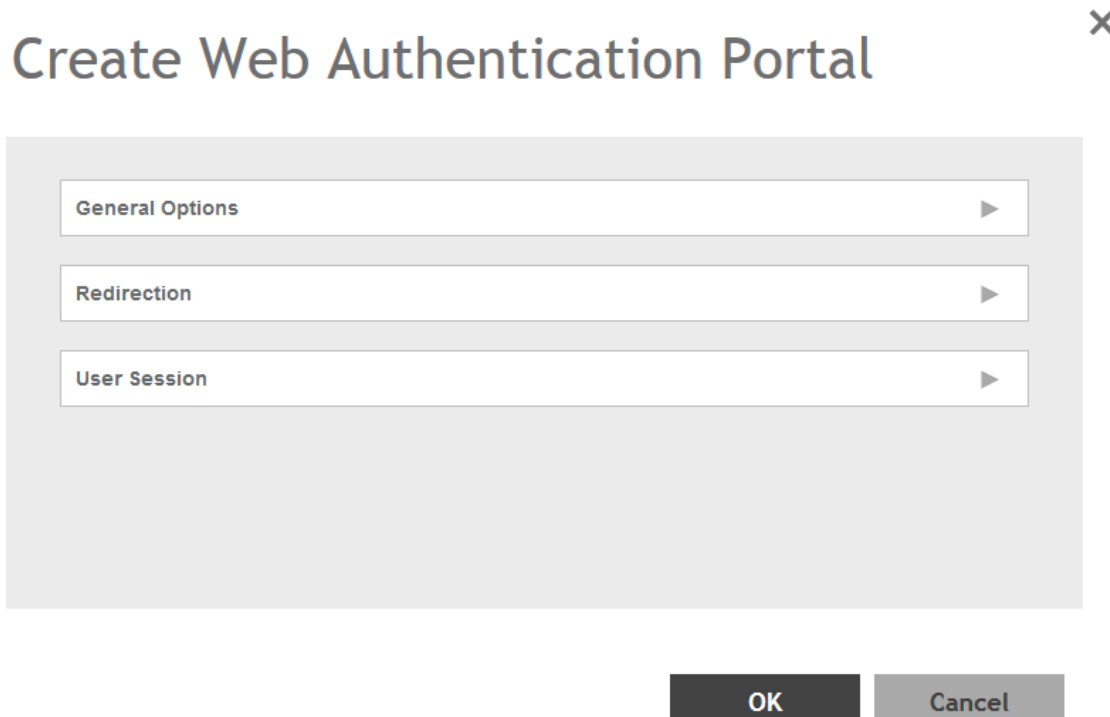 Create Web Authentication Portal
General Options
Redirection
User Session
OK Cancel